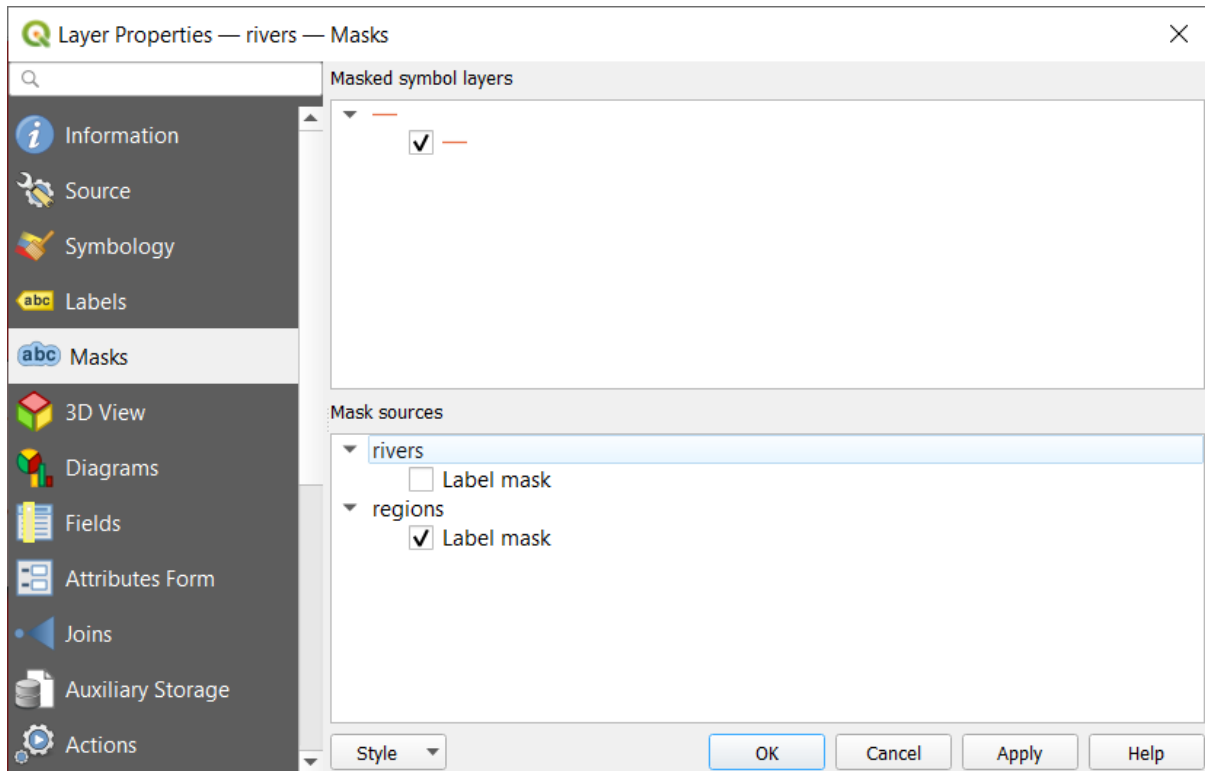 Layer Properties — rivers — Masks
Information
Source
Symbology
abc Labels
abc Masks
3D View
Diagrams
Fields
Attributes Form
Joins
Auxiliary Storage
Actions
Masked symbol layers
Mask sources
rivers
Label mask
regions
Label mask
Style OK Cancel Apply Help